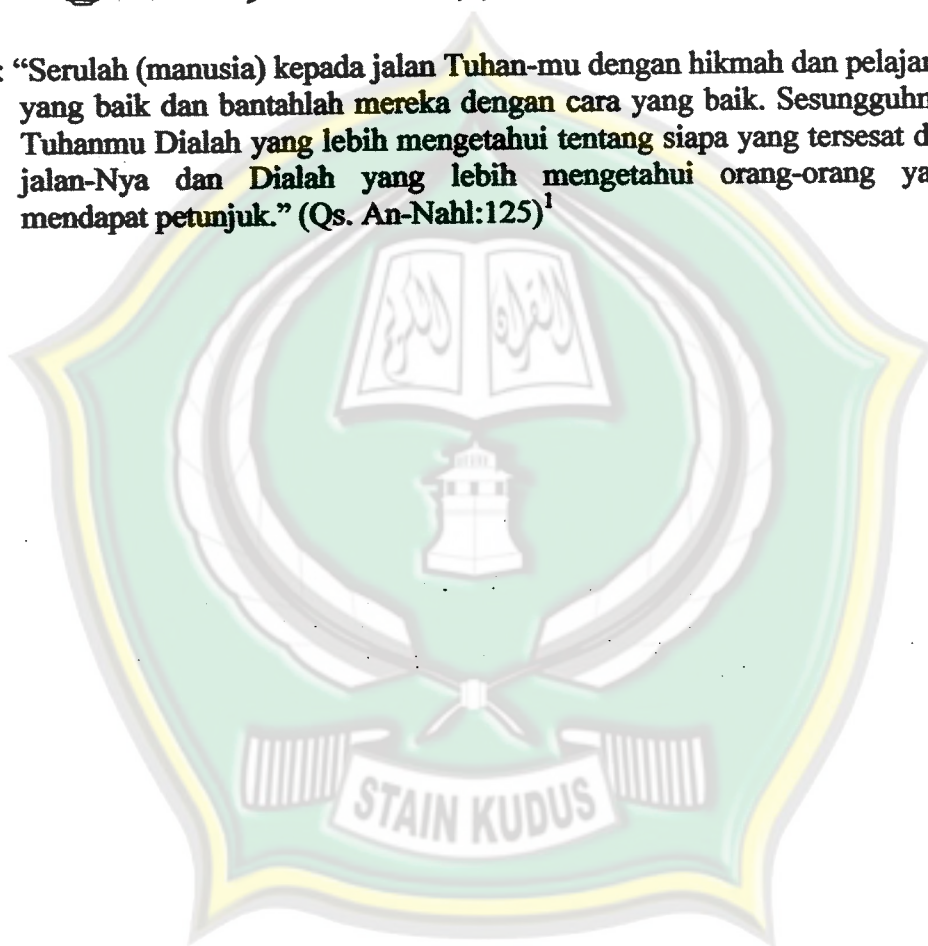 : “Serulah (manusia) kepada jalan Tuhan-mu dengan hikmah dan pelajar
yang baik dan bantahlah mereka dengan cara yang baik. Sesungguhn
Tuhanmu Dialah yang lebih mengetahui tentang siapa yang tersesat d
jalan-Nya dan Dialah yang lebih mengetahui orang-orang ya
mendapat petunjuk.” (Qs. An-Nahl:125)¹
القرآن الكريم
STAIN KUDUS